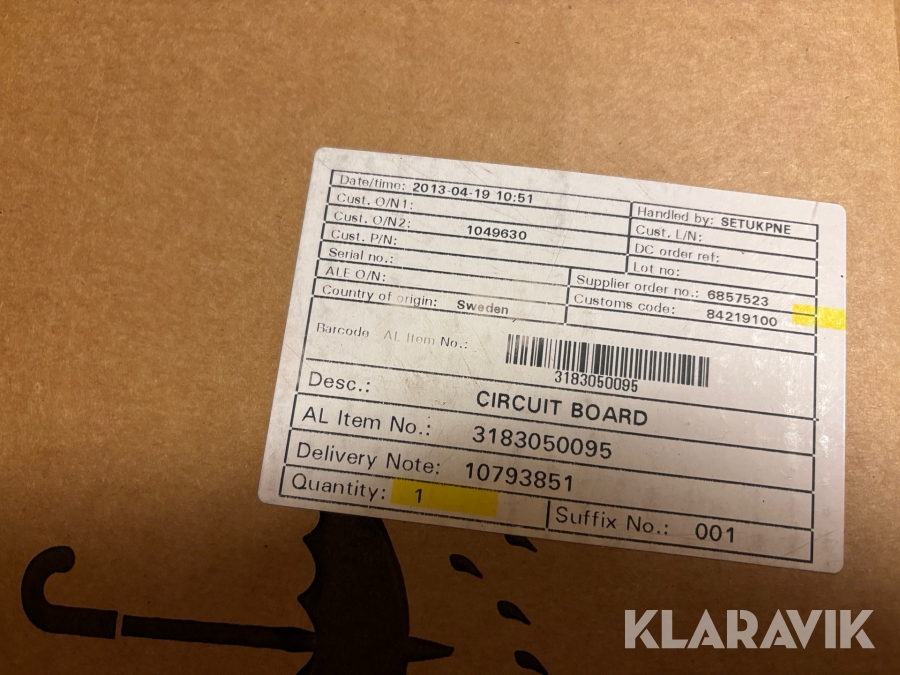 Date/time: 2013-04-19 10:51
Handled by: SETUKPNE
Cust. O/N1:
Cust. L/N:
Cust. O/N2: 1049630
DC order ref:
Cust. P/N:
Lot no:
Serial no.:
Supplier order no.: 6857523
ALE O/N:
Customs code: 84219100
Country of origin: Sweden
Barcode AL Item No.:
3183050095
Desc.: CIRCUIT BOARD
AL Item No.: 3183050095
Delivery Note: 10793851
Quantity: 1
Suffix No.: 001
KLARAVIK